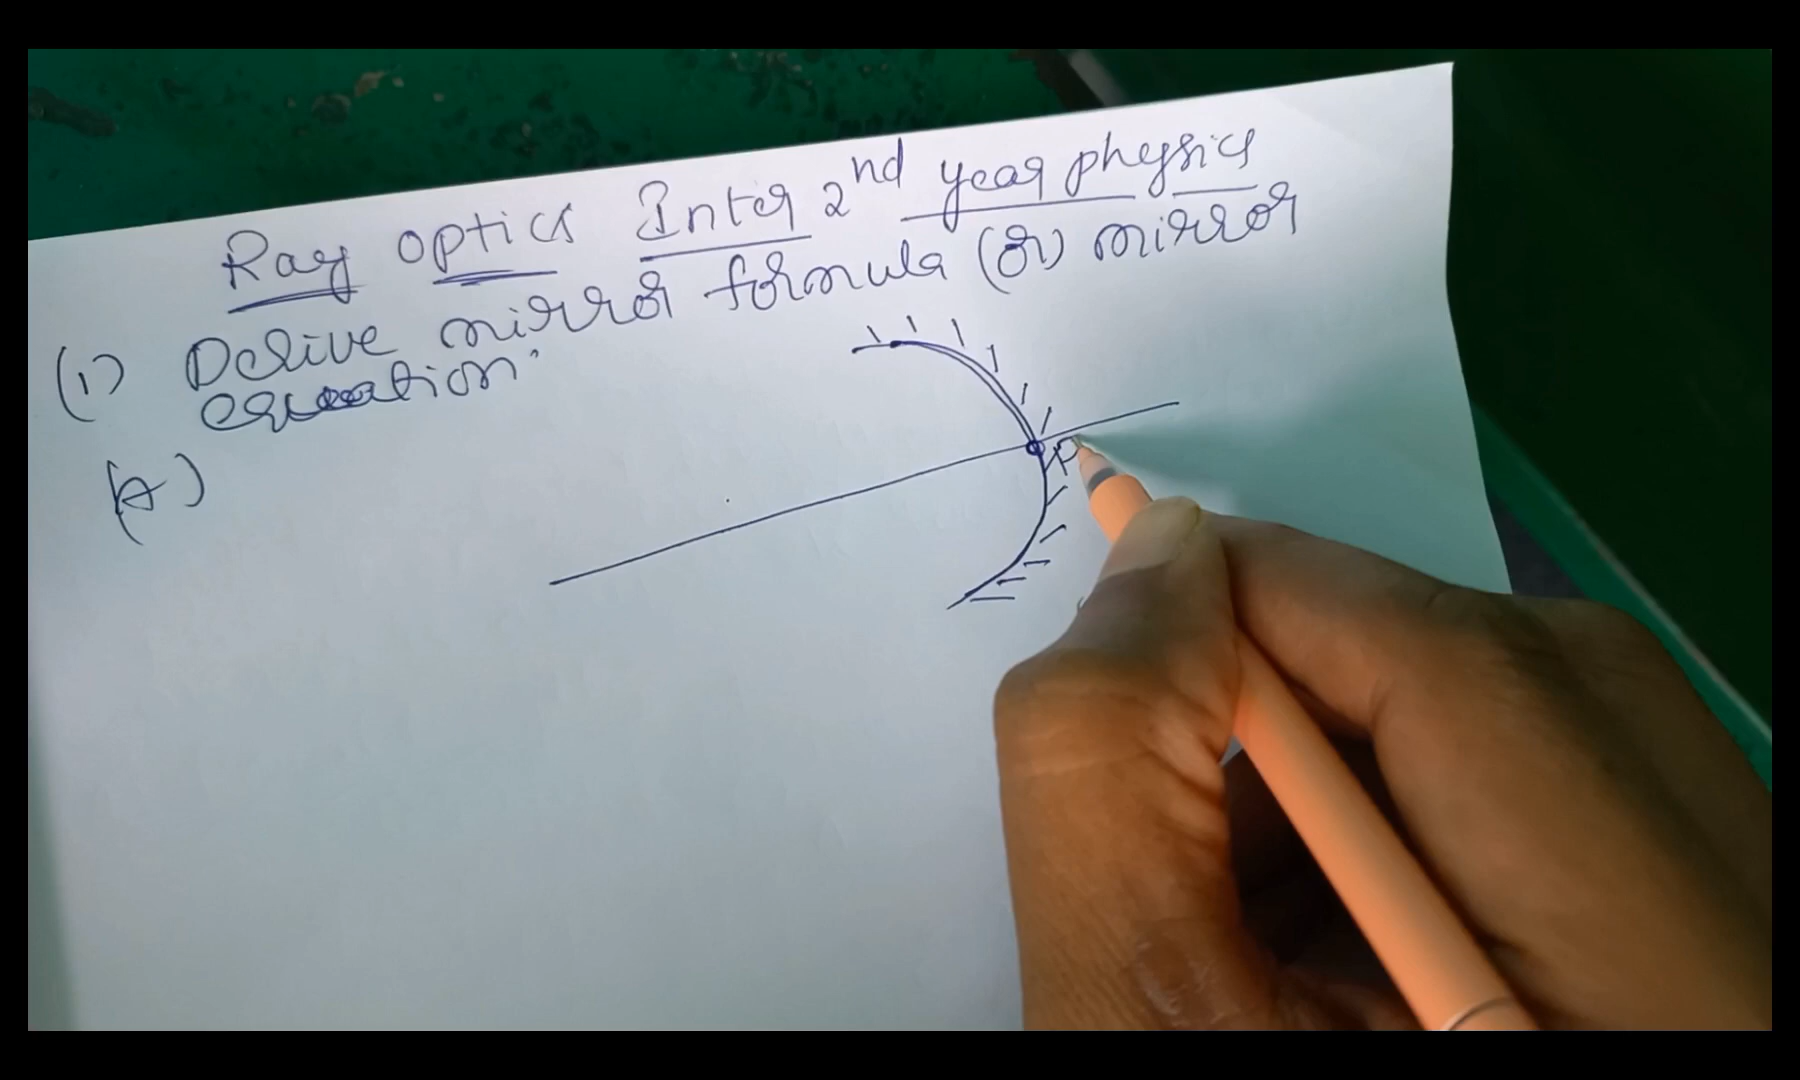 Ray optics Inter 2nd year physics
(1) Derive mirror formula (or) mirror
equation.
(A)
P